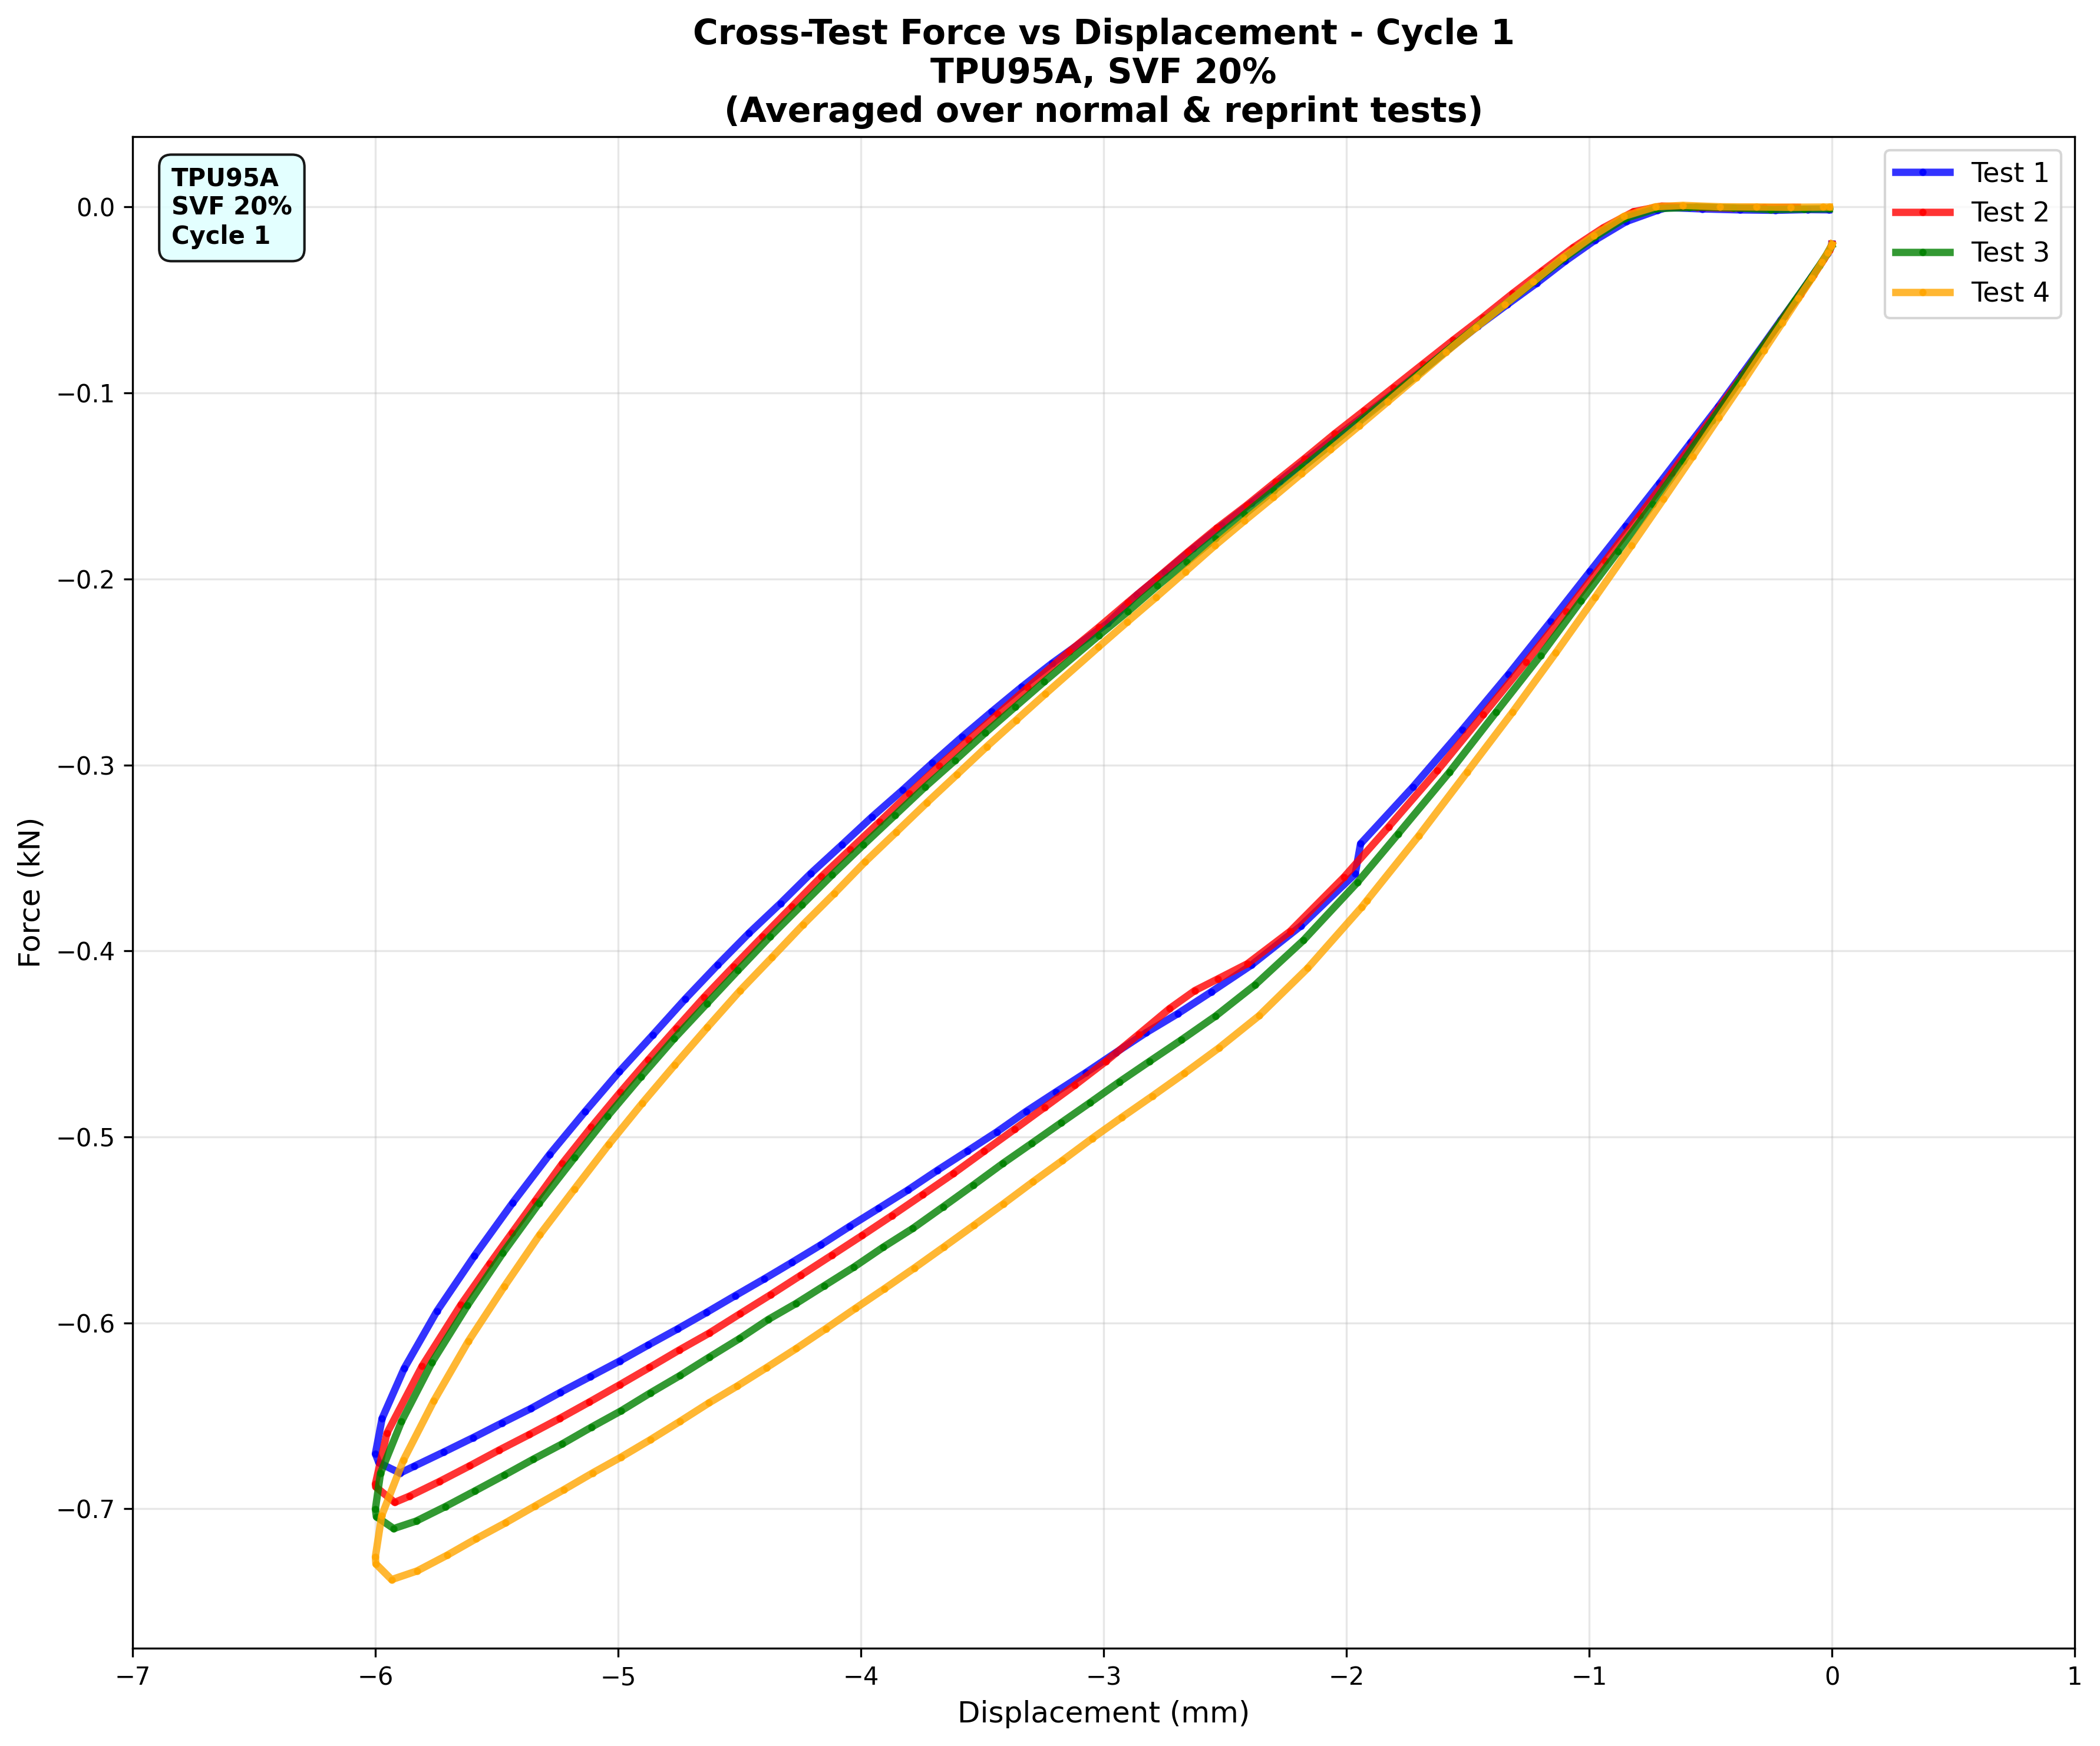 Cross-Test Force vs Displacement - Cycle 1
TPU95A, SVF 20%
(Averaged over normal & reprint tests)
TPU95A
SVF 20%
Cycle 1
Test 1
Test 2
Test 3
Test 4
0.0
−0.1
−0.2
−0.3
−0.4
−0.5
−0.6
−0.7
Force (kN)
−7
−6
−5
−4
−3
−2
−1
0
1
Displacement (mm)